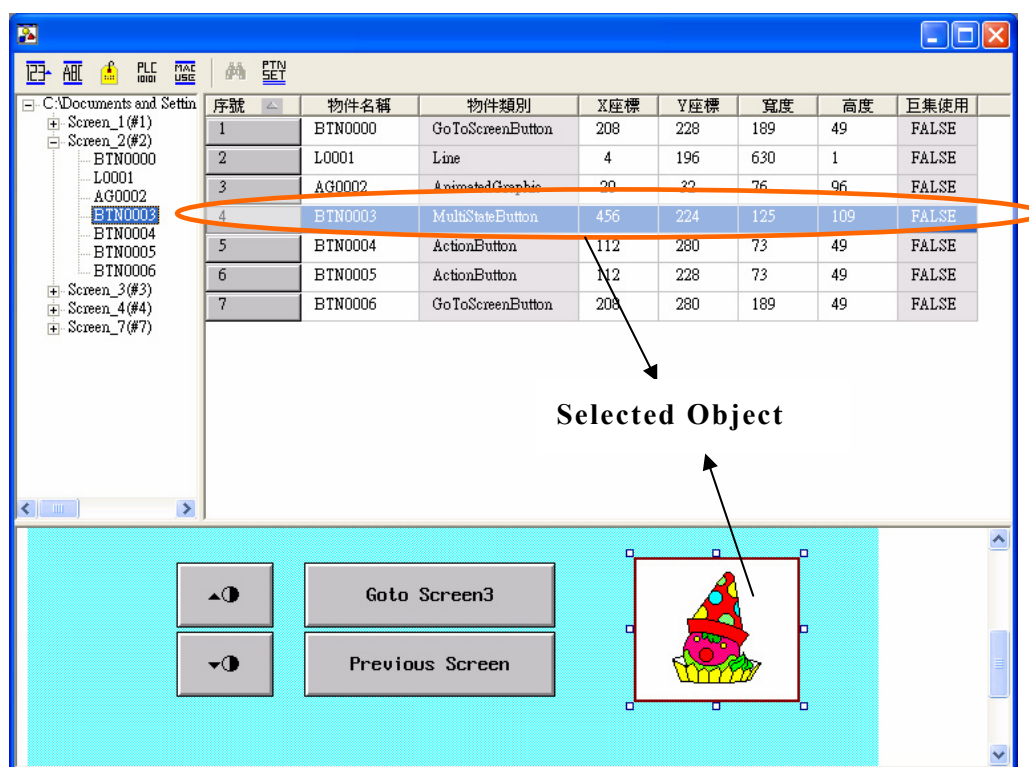 123 ABC PLC 10101 MAC USE PTN SET
C:\Documents and Settin
Screen_1(#1)
Screen_2(#2)
BTN0000
L0001
AG0002
BTN0003
BTN0004
BTN0005
BTN0006
Screen_3(#3)
Screen_4(#4)
Screen_7(#7)
序號 物件名稱 物件類別 X座標 Y座標 寬度 高度 巨集使用
1 BTN0000 GoToScreenButton 208 228 189 49 FALSE
2 L0001 Line 4 196 630 1 FALSE
3 AG0002 AnimatedGraphic 20 32 76 96 FALSE
4 BTN0003 MultiStateButton 456 224 125 109 FALSE
5 BTN0004 ActionButton 112 280 73 49 FALSE
6 BTN0005 ActionButton 112 228 73 49 FALSE
7 BTN0006 GoToScreenButton 208 280 189 49 FALSE
Selected Object
Goto Screen3
Previous Screen